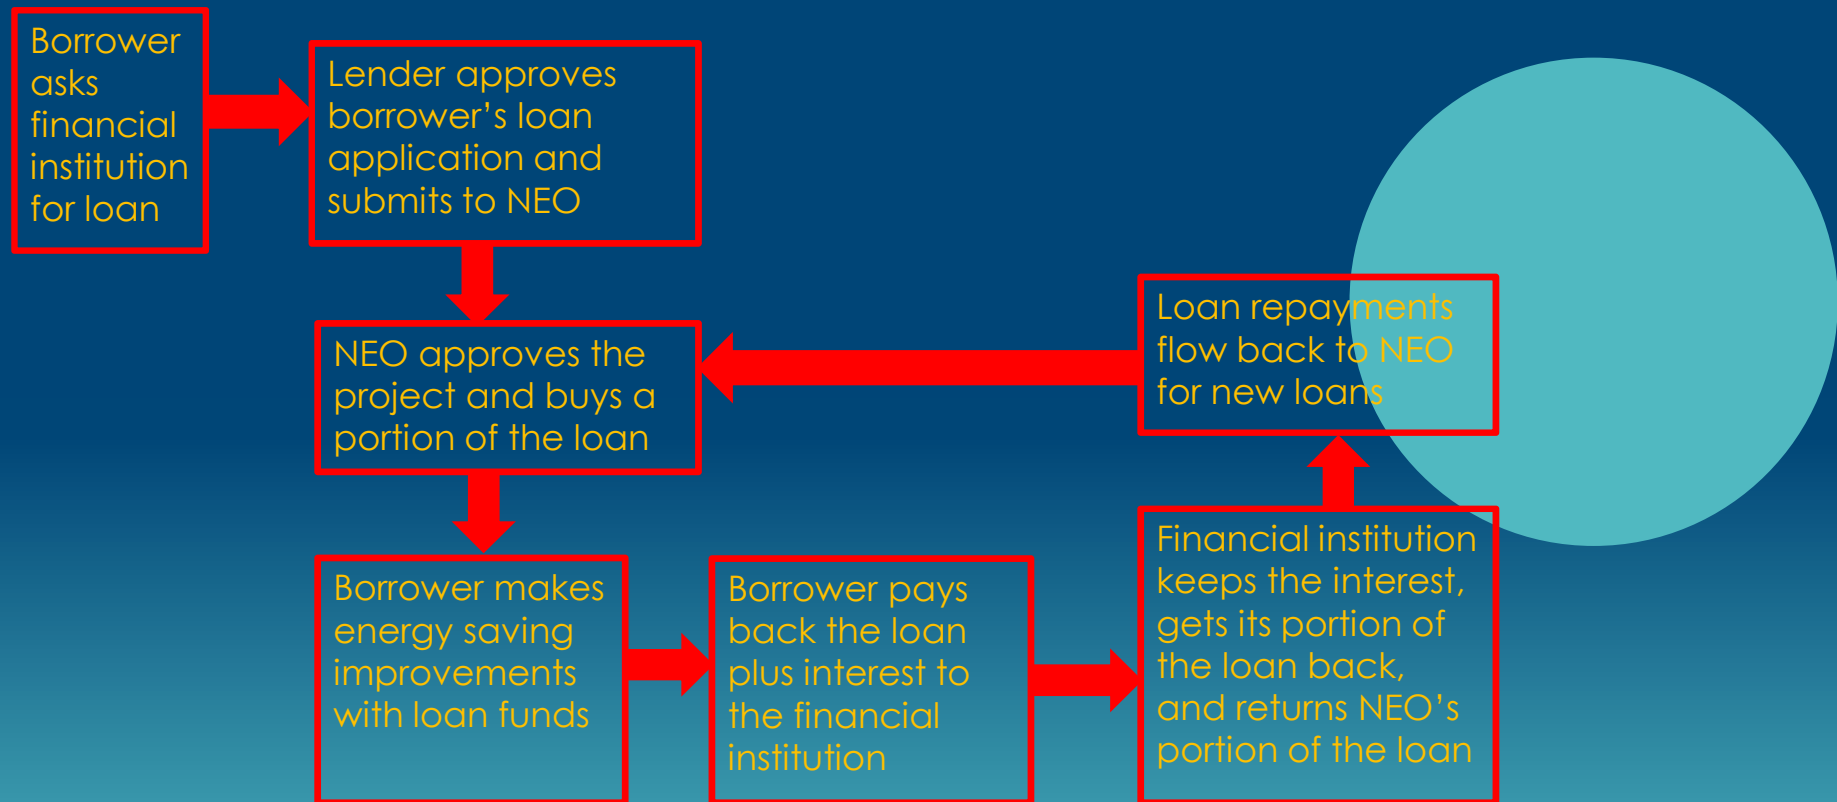 Borrower
asks
financial
institution
for loan
Lender approves
borrower’s loan
application and
submits to NEO
NEO approves the
project and buys a
portion of the loan
Borrower makes
energy saving
improvements
with loan funds
Borrower pays
back the loan
plus interest to
the financial
institution
Financial institution
keeps the interest,
gets its portion of
the loan back,
and returns NEO’s
portion of the loan
Loan repayments
flow back to NEO
for new loans